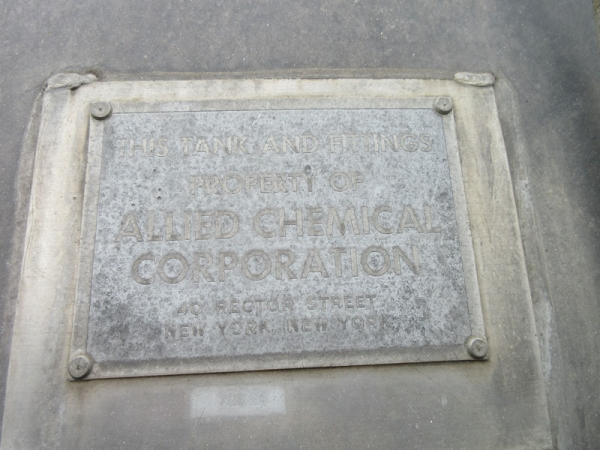 THIS TANK AND FITTINGS
PROPERTY OF
ALLIED CHEMICAL
CORPORATION
40 RECTOR STREET
NEW YORK, NEW YORK